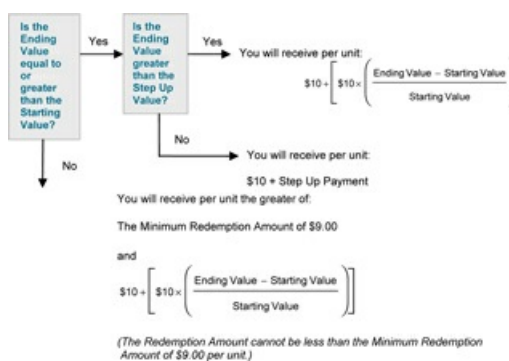 Is the
Ending
Value
equal to
or
greater
than the
Starting
Value?
Yes
Is the
Ending
Value
greater
than the
Step Up
Value?
Yes
You will receive per unit:
$10 + [ $10 × ( Ending Value – Starting Value
Starting Value
No
You will receive per unit:
$10 + Step Up Payment
No
You will receive per unit the greater of:
The Minimum Redemption Amount of $9.00
and
$10 + [ $10 × ( Ending Value – Starting Value ) ]
Starting Value
(The Redemption Amount cannot be less than the Minimum Redemption
Amount of $9.00 per unit.)